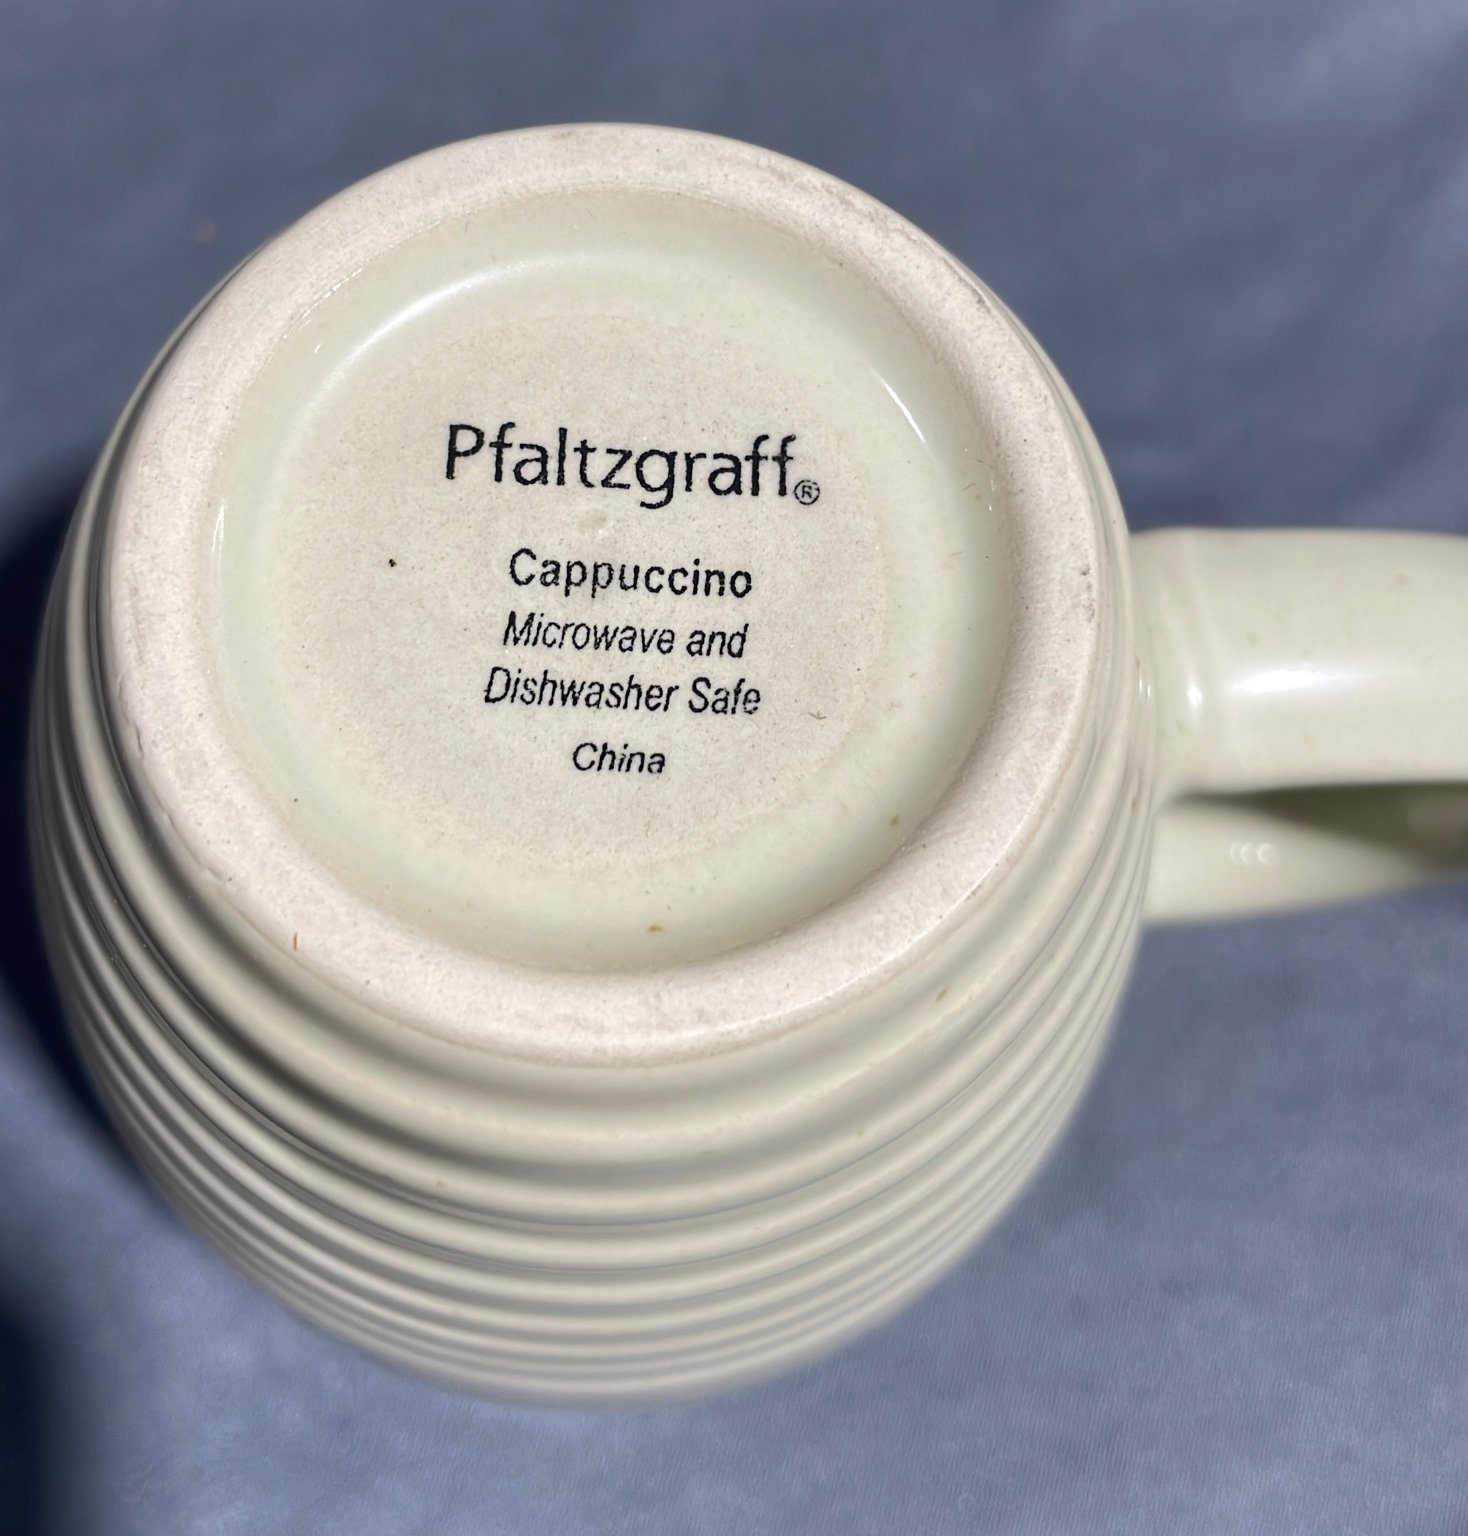 Pfaltzgraff®
Cappuccino
Microwave and
Dishwasher Safe
China